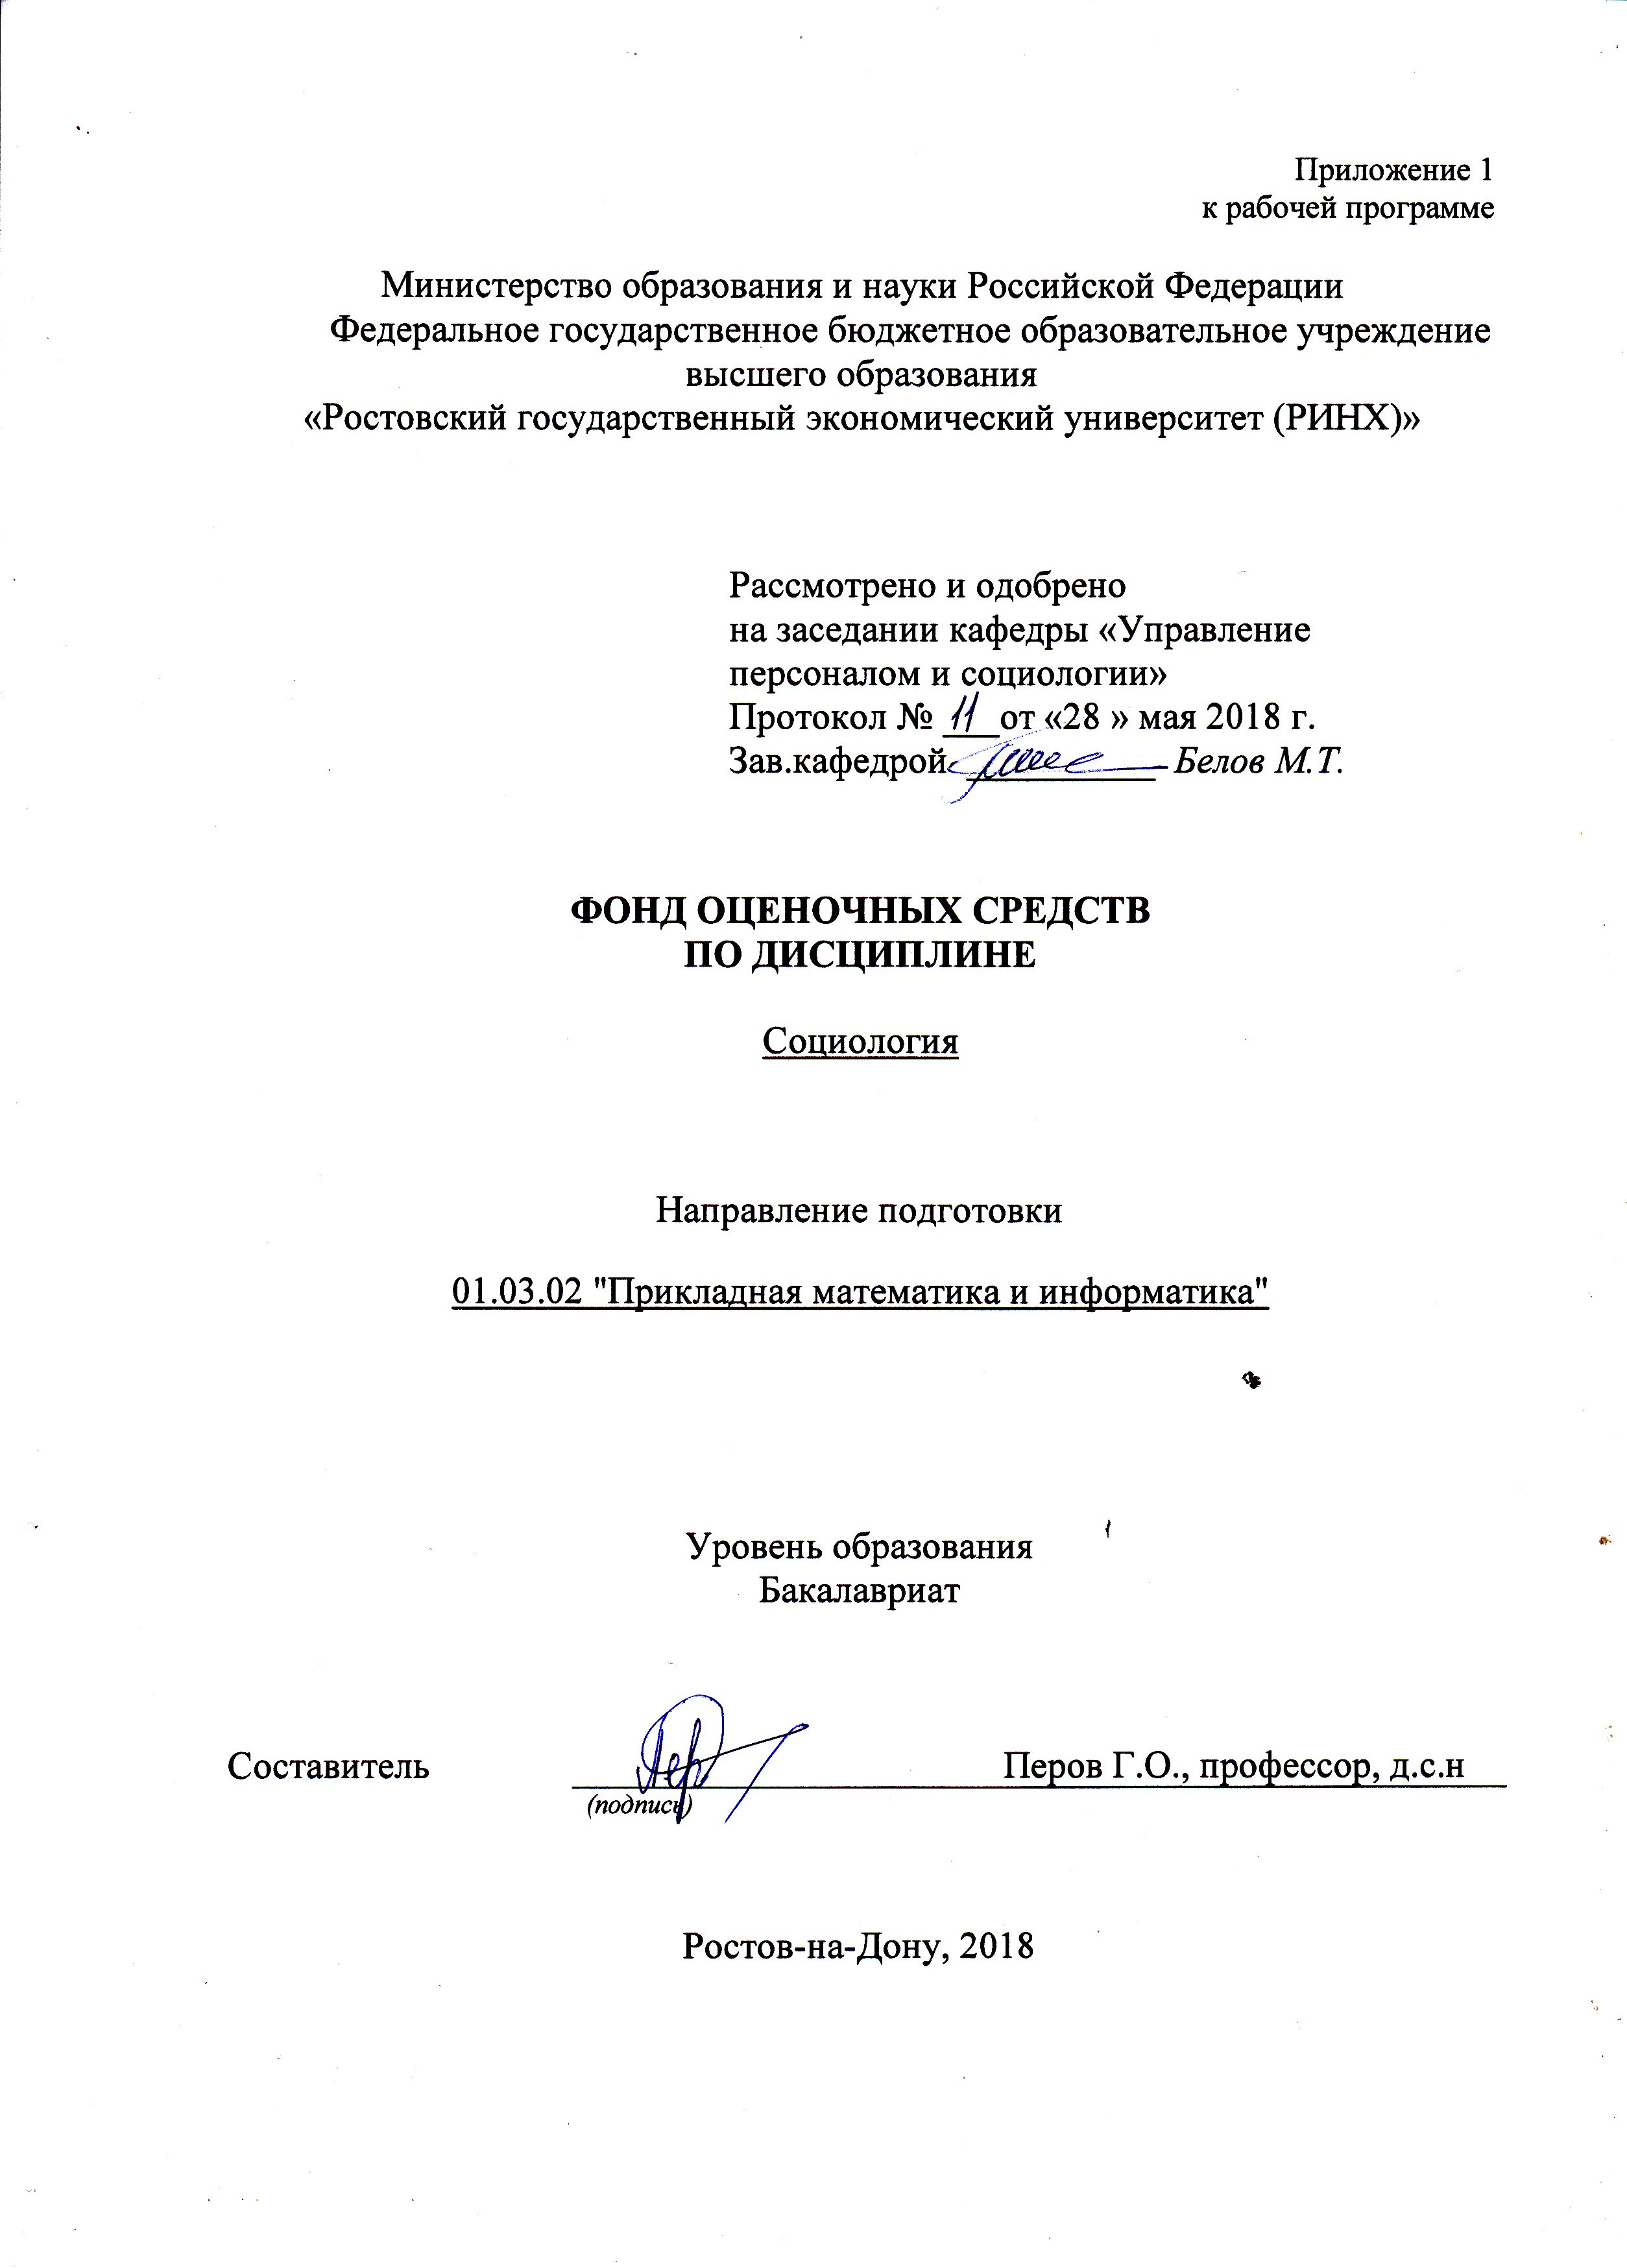 Приложение 1
к рабочей программе
Министерство образования и науки Российской Федерации
Федеральное государственное бюджетное образовательное учреждение
высшего образования
«Ростовский государственный экономический университет (РИНХ)»
Рассмотрено и одобрено
на заседании кафедры «Управление
персоналом и социологии»
Протокол № 11 от «28 » мая 2018 г.
Зав.кафедрой Белов М.Т.
ФОНД ОЦЕНОЧНЫХ СРЕДСТВ
ПО ДИСЦИПЛИНЕ
Социология
Направление подготовки
01.03.02 "Прикладная математика и информатика"
Уровень образования
Бакалавриат
Составитель Перов Г.О., профессор, д.с.н
(подпись)
Ростов-на-Дону, 2018